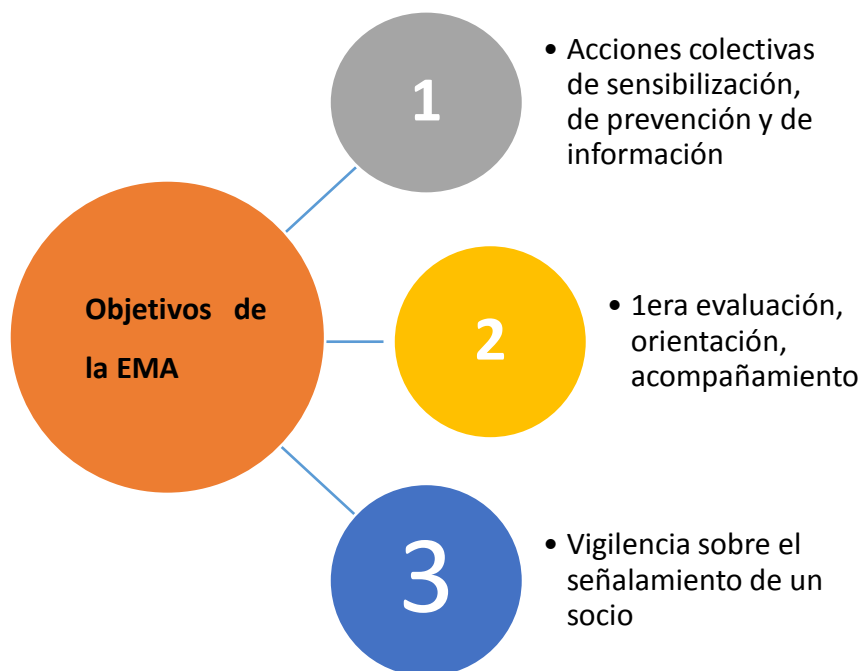 Objetivos de
la EMA
1
• Acciones colectivas
de sensibilización,
de prevención y de
información
2
• 1era evaluación,
orientación,
acompañamiento
3
• Vigilencia sobre el
señalamiento de un
socio